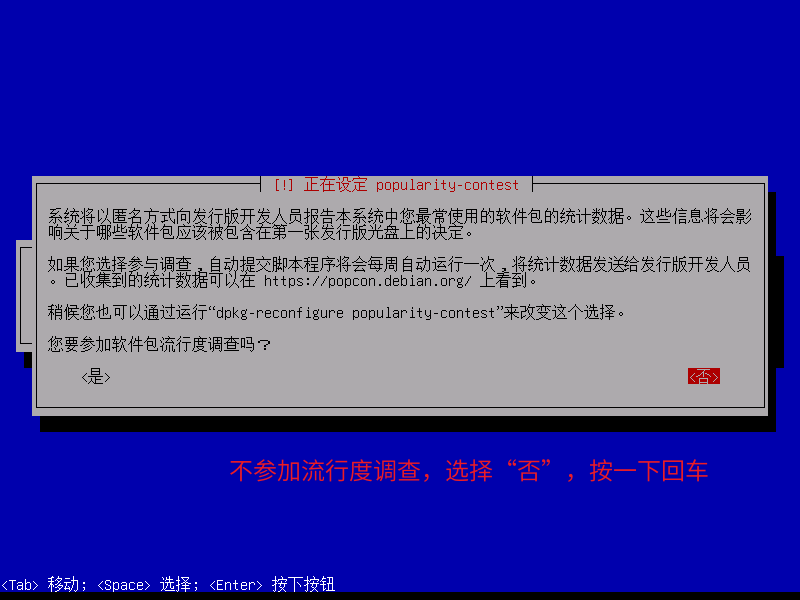 [!] 正在设定 popularity-contest
系统将以匿名方式向发行版开发人员报告本系统中您最常使用的软件包的统计数据。这些信息将会影
响关于哪些软件包应该被包含在第一张发行版光盘上的决定。
如果您选择参与调查,自动提交脚本程序将会每周自动运行一次,将统计数据发送给发行版开发人员
。已收集到的统计数据可以在 https://popcon.debian.org/ 上看到。
稍候您也可以通过运行“dpkg-reconfigure popularity-contest”来改变这个选择。
您要参加软件包流行度调查吗?
<是> <否>
不参加流行度调查，选择“否”，按一下回车
<Tab> 移动; <Space> 选择; <Enter> 按下按钮